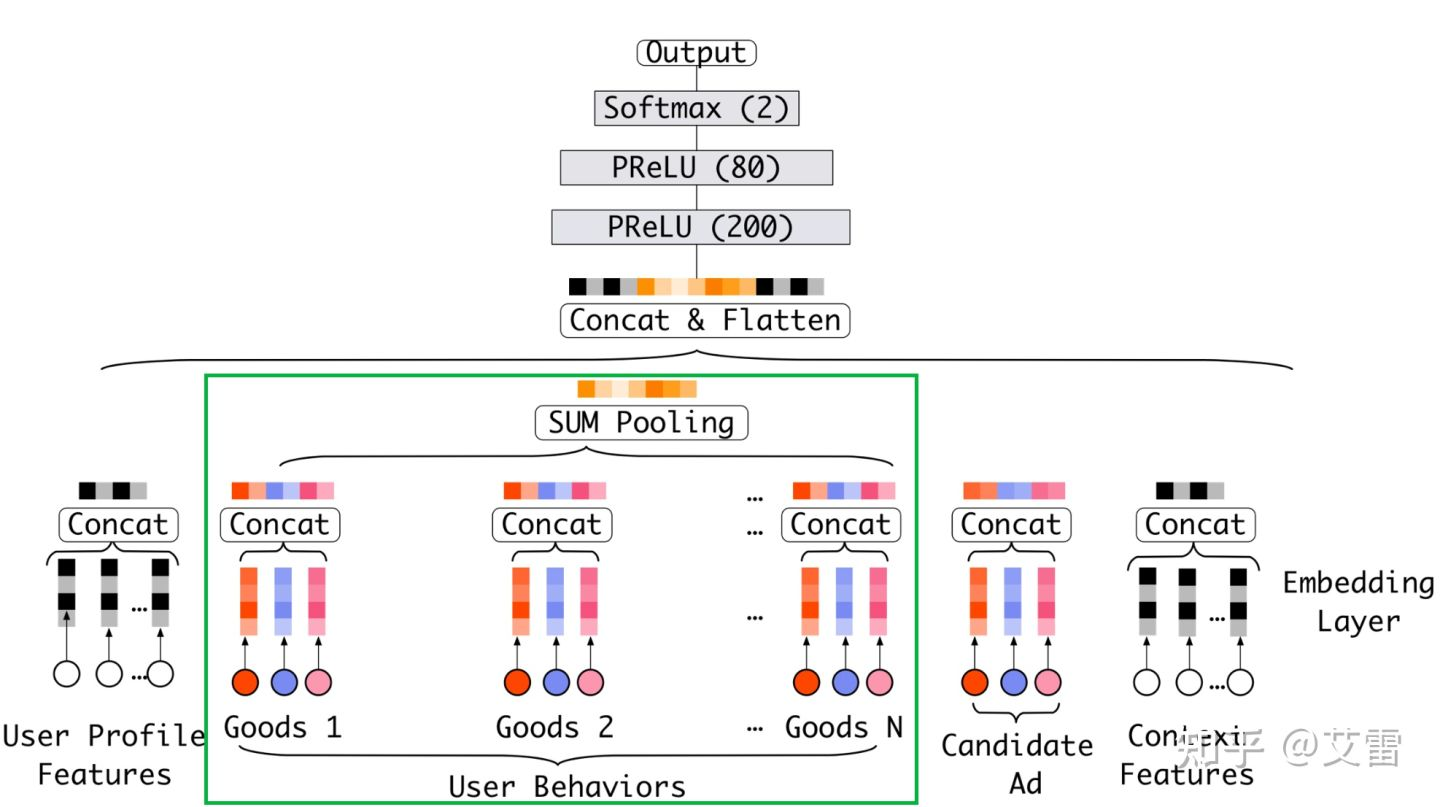 Output
Softmax (2)
PReLU (80)
PReLU (200)
Concat & Flatten
SUM Pooling
...
Concat
Concat
Concat
...
Concat
Concat
Concat
...
...
...
Embedding
Layer
...
...
User Profile
Features
Goods 1
Goods 2
...
Goods N
User Behaviors
Candidate
Ad
Context
Features
知乎 @艾雷